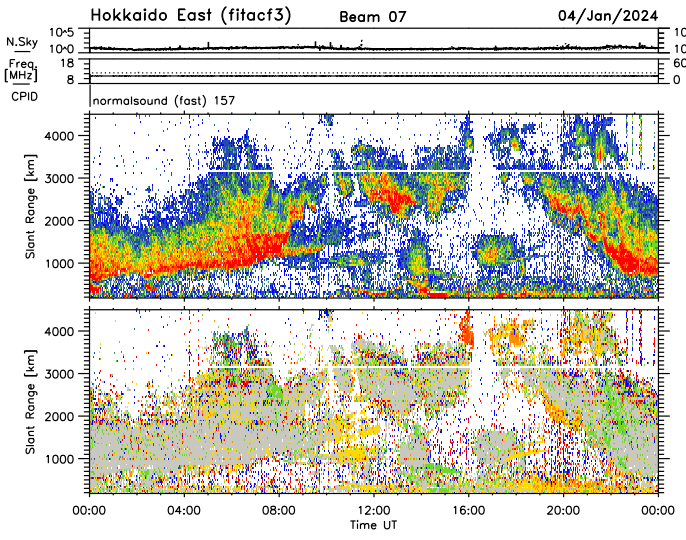 Hokkaido East (fitacf3) Beam 07 04/Jan/2024
N.Sky 10^5 10^0
Freq. [MHz] 18 8 60 0
CPID normalsound (fast) 157
Slant Range [km] 4000 3000 2000 1000
Slant Range [km] 4000 3000 2000 1000
00:00 04:00 08:00 12:00 16:00 20:00 00:00
Time UT